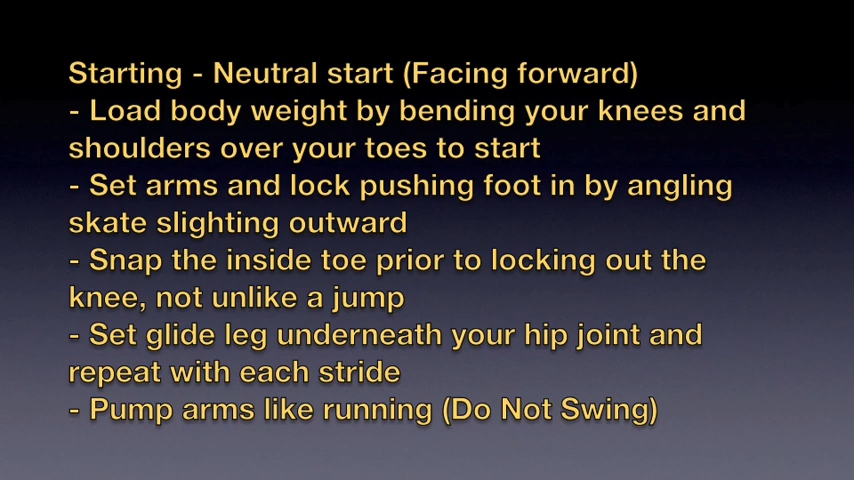 Starting - Neutral start (Facing forward)
- Load body weight by bending your knees and
shoulders over your toes to start
- Set arms and lock pushing foot in by angling
skate slighting outward
- Snap the inside toe prior to locking out the
knee, not unlike a jump
- Set glide leg underneath your hip joint and
repeat with each stride
- Pump arms like running (Do Not Swing)